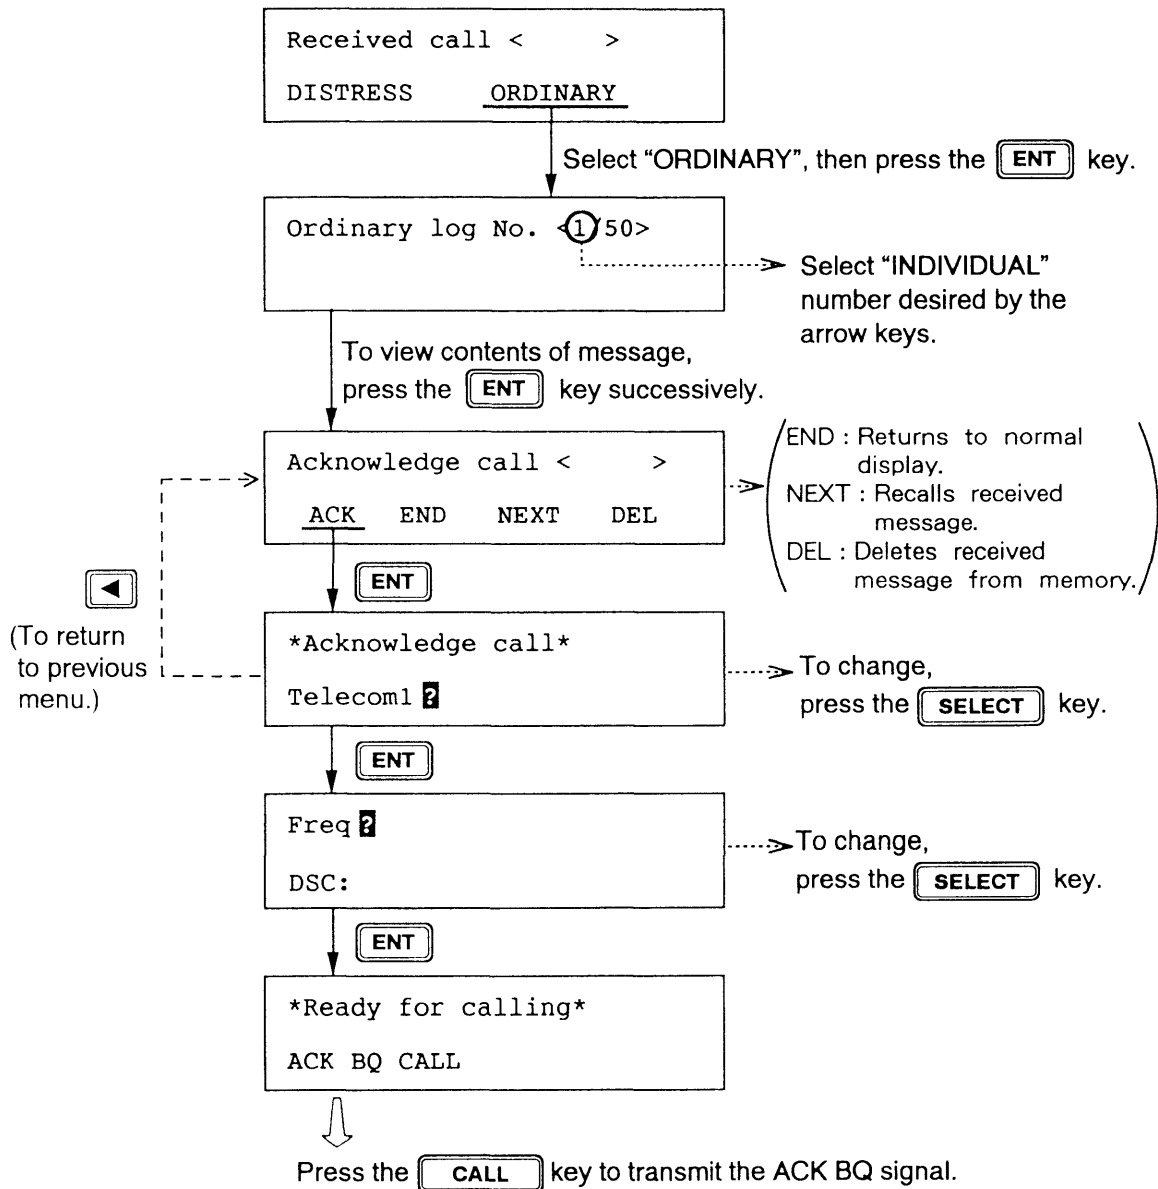 Received call <      >
DISTRESS ORDINARY
Select “ORDINARY”, then press the ENT key.
Ordinary log No. <1/50>
Select “INDIVIDUAL”
number desired by the
arrow keys.
To view contents of message,
press the ENT key successively.
Acknowledge call <      >
ACK END NEXT DEL
END : Returns to normal
display.
NEXT : Recalls received
message.
DEL : Deletes received
message from memory.
ENT
◄
(To return
to previous
menu.)
*Acknowledge call*
Telecom1 ?
To change,
press the SELECT key.
ENT
Freq ?
DSC:
To change,
press the SELECT key.
ENT
*Ready for calling*
ACK BQ CALL
Press the CALL key to transmit the ACK BQ signal.